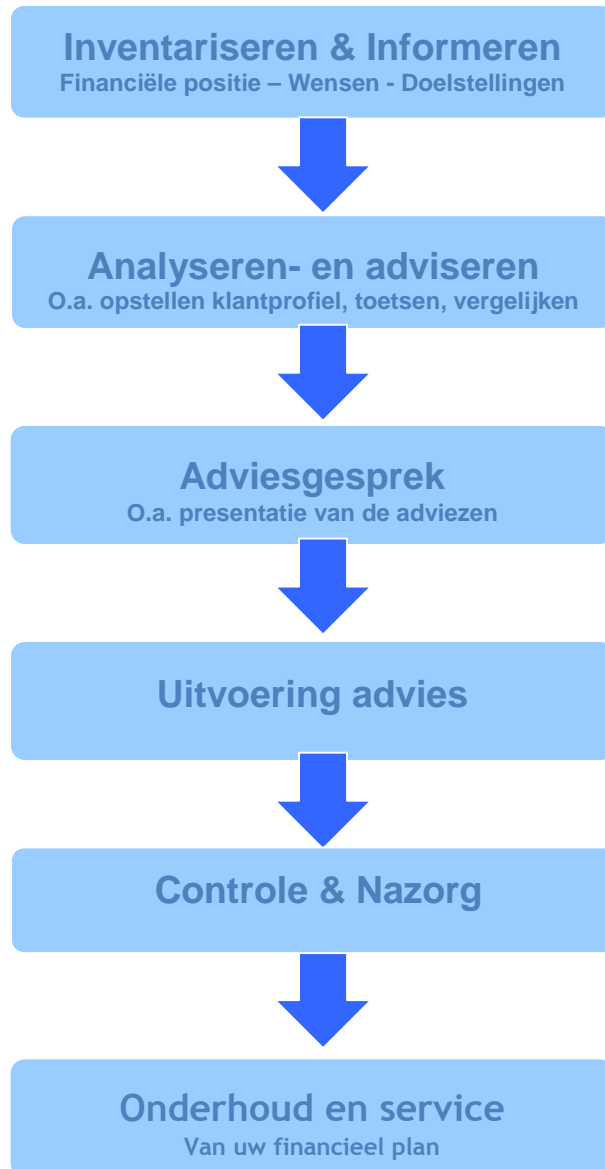 Inventariseren & Informeren
Financiële positie – Wensen - Doelstellingen
Analyseren- en adviseren
O.a. opstellen klantprofiel, toetsen, vergelijken
Adviesgesprek
O.a. presentatie van de adviezen
Uitvoering advies
Controle & Nazorg
Onderhoud en service
Van uw financieel plan